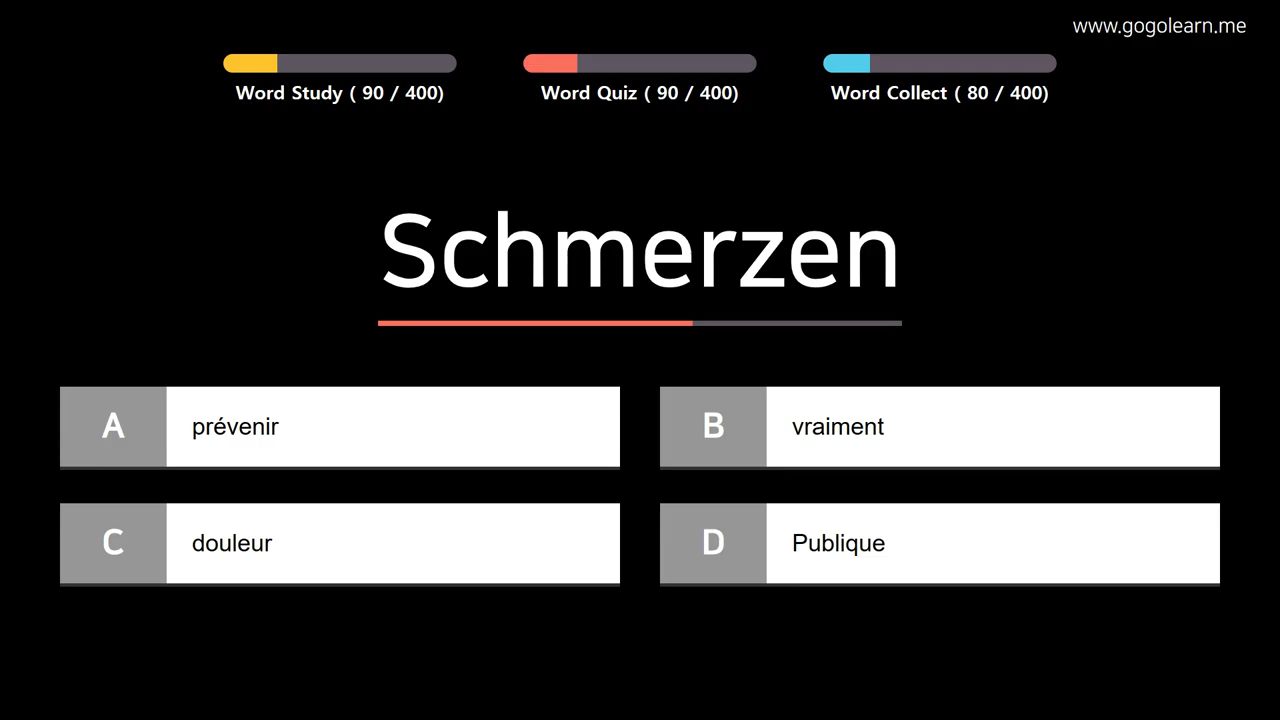 www.gogolearn.me
Word Study ( 90 / 400)
Word Quiz ( 90 / 400)
Word Collect ( 80 / 400)
Schmerzen
A prévenir
B vraiment
C douleur
D Publique